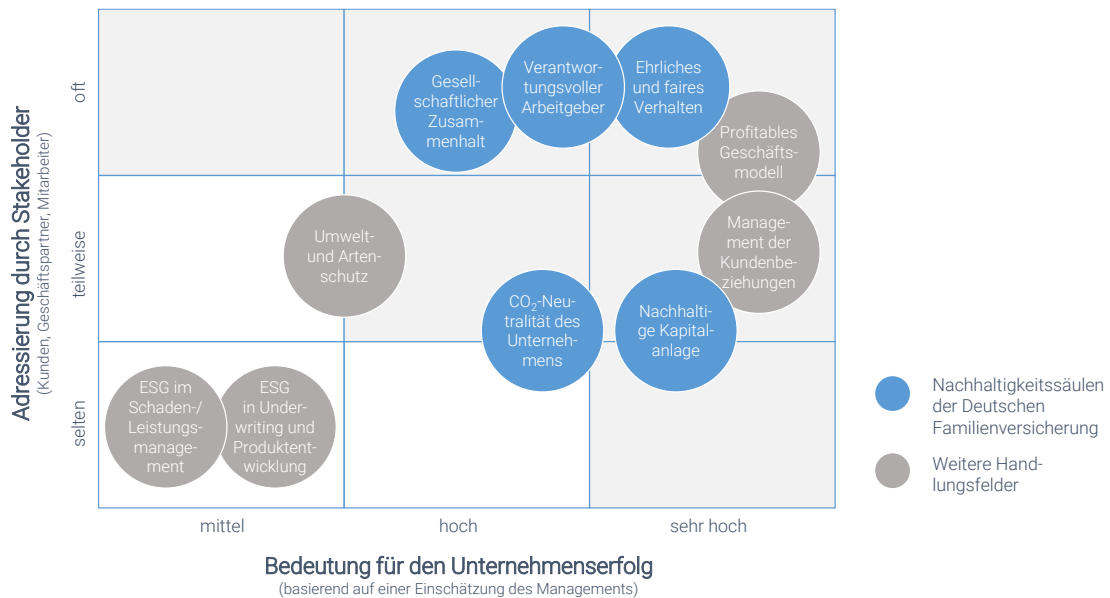 Adressierung durch Stakeholder
(Kunden, Geschäftspartner, Mitarbeiter)
oft
teilweise
selten
Gesell-
schaftlicher
Zusam-
menhalt
Verantwor-
tungsvoller
Arbeitgeber
Ehrliches
und faires
Verhalten
Profitables
Geschäfts-
modell
Umwelt-
und Arten-
schutz
Manage-
ment der
Kundenbe-
ziehungen
CO₂-Neu-
tralität des
Unterneh-
mens
Nachhalti-
ge Kapital-
anlage
ESG im
Schaden-/
Leistungs-
manage-
ment
ESG
in Under-
writing und
Produktent-
wicklung
mittel
hoch
sehr hoch
Bedeutung für den Unternehmenserfolg
(basierend auf einer Einschätzung des Managements)
Nachhaltigkeitssäulen
der Deutschen
Familienversicherung
Weitere Hand-
lungsfelder